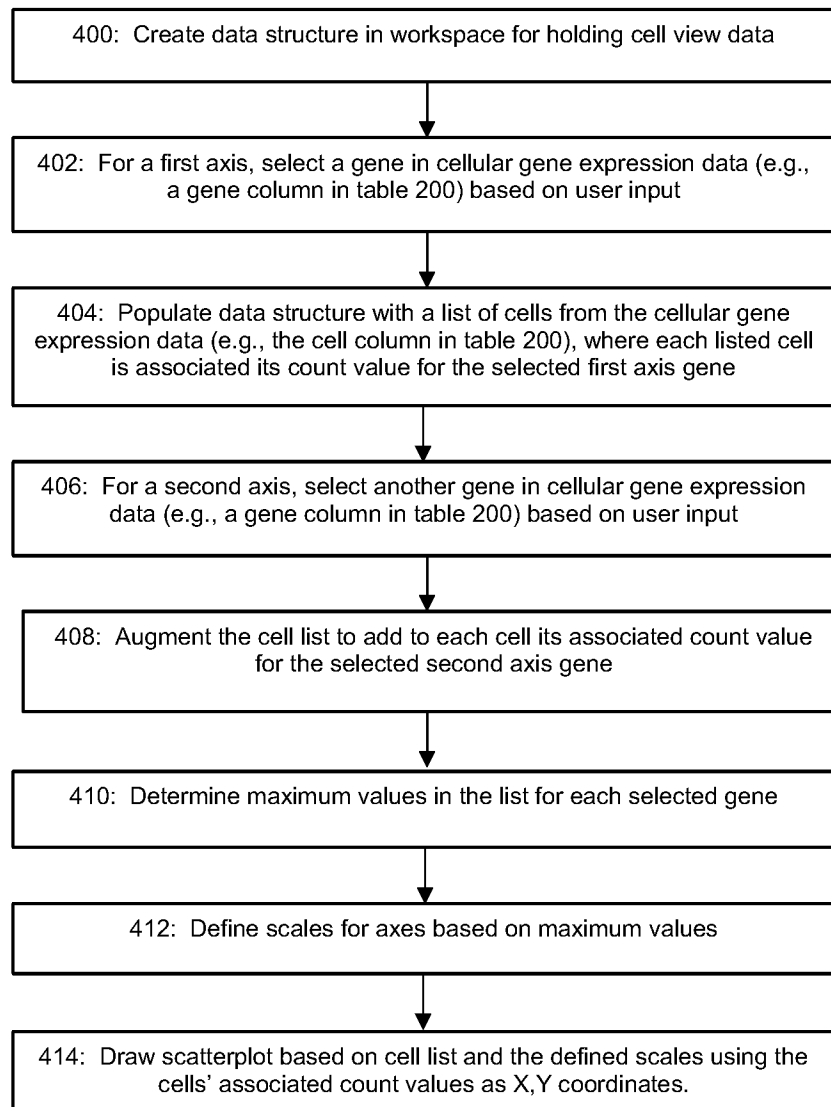 400: Create data structure in workspace for holding cell view data
402: For a first axis, select a gene in cellular gene expression data (e.g.,
a gene column in table 200) based on user input
404: Populate data structure with a list of cells from the cellular gene
expression data (e.g., the cell column in table 200), where each listed cell
is associated its count value for the selected first axis gene
406: For a second axis, select another gene in cellular gene expression
data (e.g., a gene column in table 200) based on user input
408: Augment the cell list to add to each cell its associated count value
for the selected second axis gene
410: Determine maximum values in the list for each selected gene
412: Define scales for axes based on maximum values
414: Draw scatterplot based on cell list and the defined scales using the
cells' associated count values as X,Y coordinates.